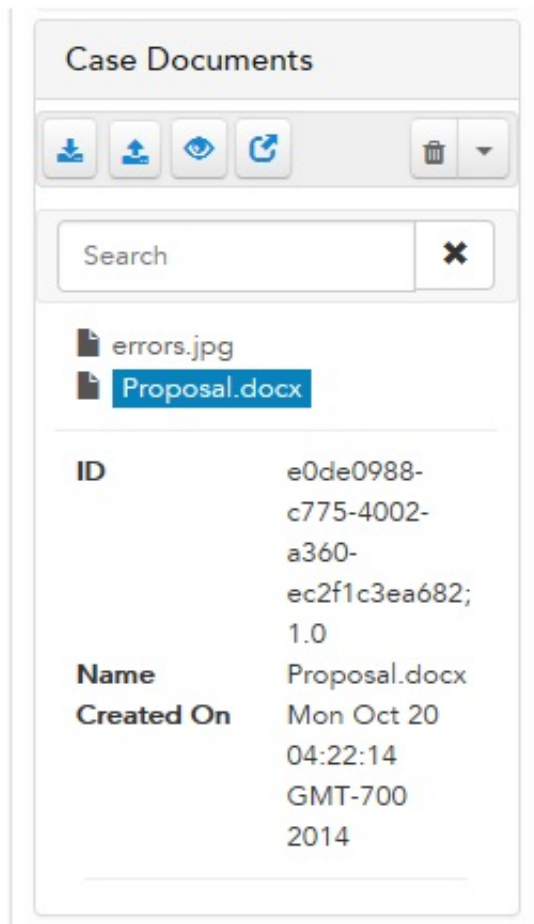 Case Documents
Search
errors.jpg
Proposal.docx
ID e0de0988-
c775-4002-
a360-
ec2f1c3ea682;
1.0
Name Proposal.docx
Created On Mon Oct 20
04:22:14
GMT-700
2014